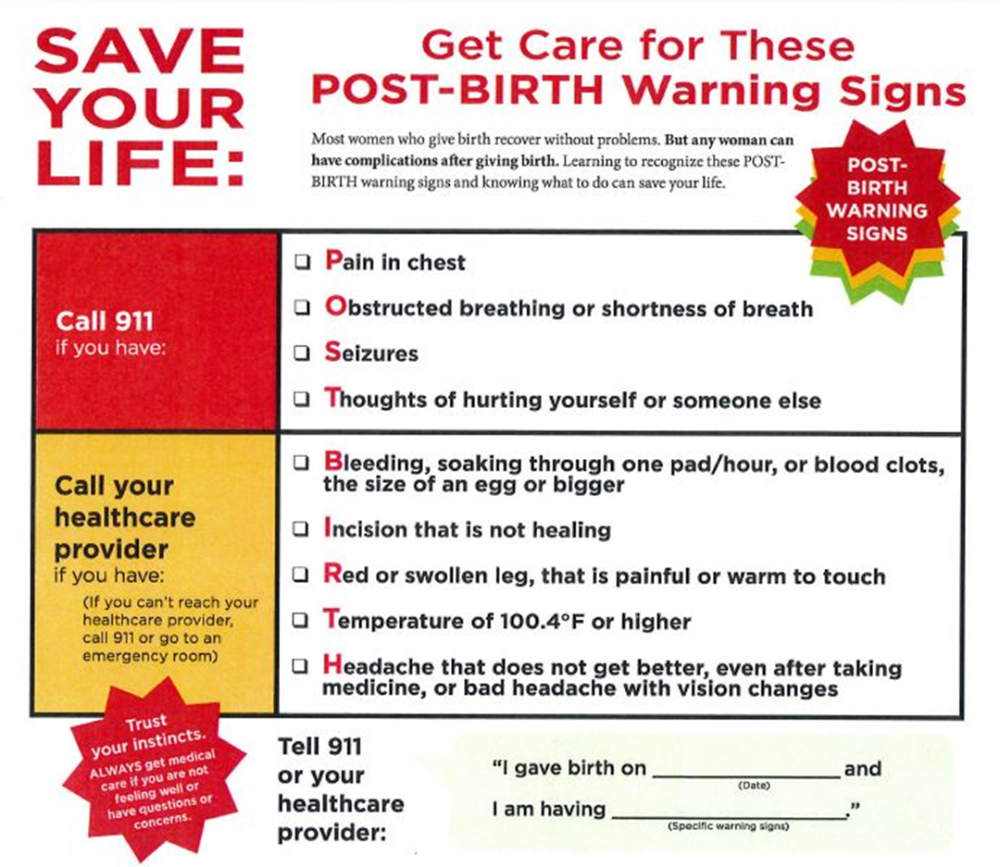 SAVE
YOUR
LIFE:
Get Care for These
POST-BIRTH Warning Signs
Most women who give birth recover without problems. But any woman can
have complications after giving birth. Learning to recognize these POST-
BIRTH warning signs and knowing what to do can save your life.
POST-
BIRTH
WARNING
SIGNS
Call 911
if you have:
❑ Pain in chest
❑ Obstructed breathing or shortness of breath
❑ Seizures
❑ Thoughts of hurting yourself or someone else
Call your
healthcare
provider
if you have:
(If you can't reach your
healthcare provider,
call 911 or go to an
emergency room)
❑ Bleeding, soaking through one pad/hour, or blood clots,
the size of an egg or bigger
❑ Incision that is not healing
❑ Red or swollen leg, that is painful or warm to touch
❑ Temperature of 100.4°F or higher
❑ Headache that does not get better, even after taking
medicine, or bad headache with vision changes
Trust
your instincts.
ALWAYS get medical
care if you are not
feeling well or
have questions or
concerns.
Tell 911
or your
healthcare
provider:
"I gave birth on ____________ and
(Date)
I am having ____________."
(Specific warning signs)